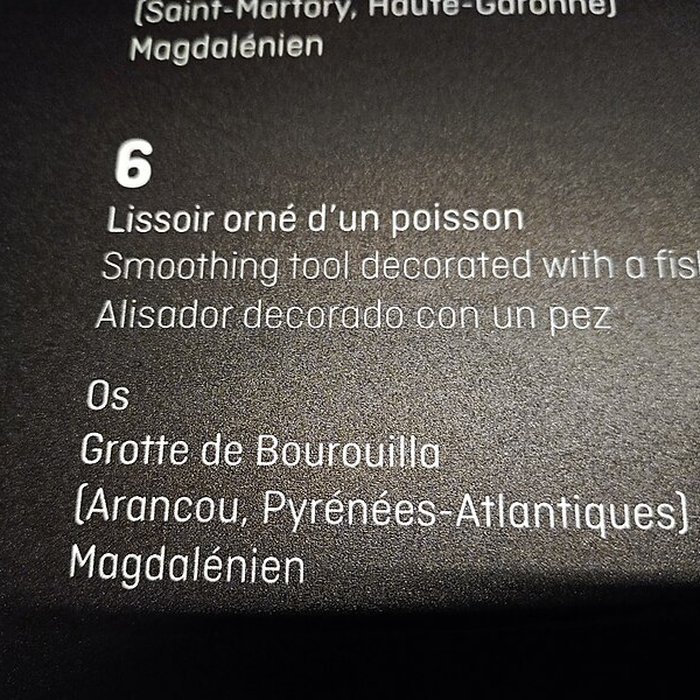 (Saint-Martory, Haute-Garonne)
Magdalénien
6
Lissoir orné d'un poisson
Smoothing tool decorated with a
Alisador decorado con un pez
Os
Grotte de Bourouilla
(Arancou, Pyrénées-Atlantiques)
Magdalénien